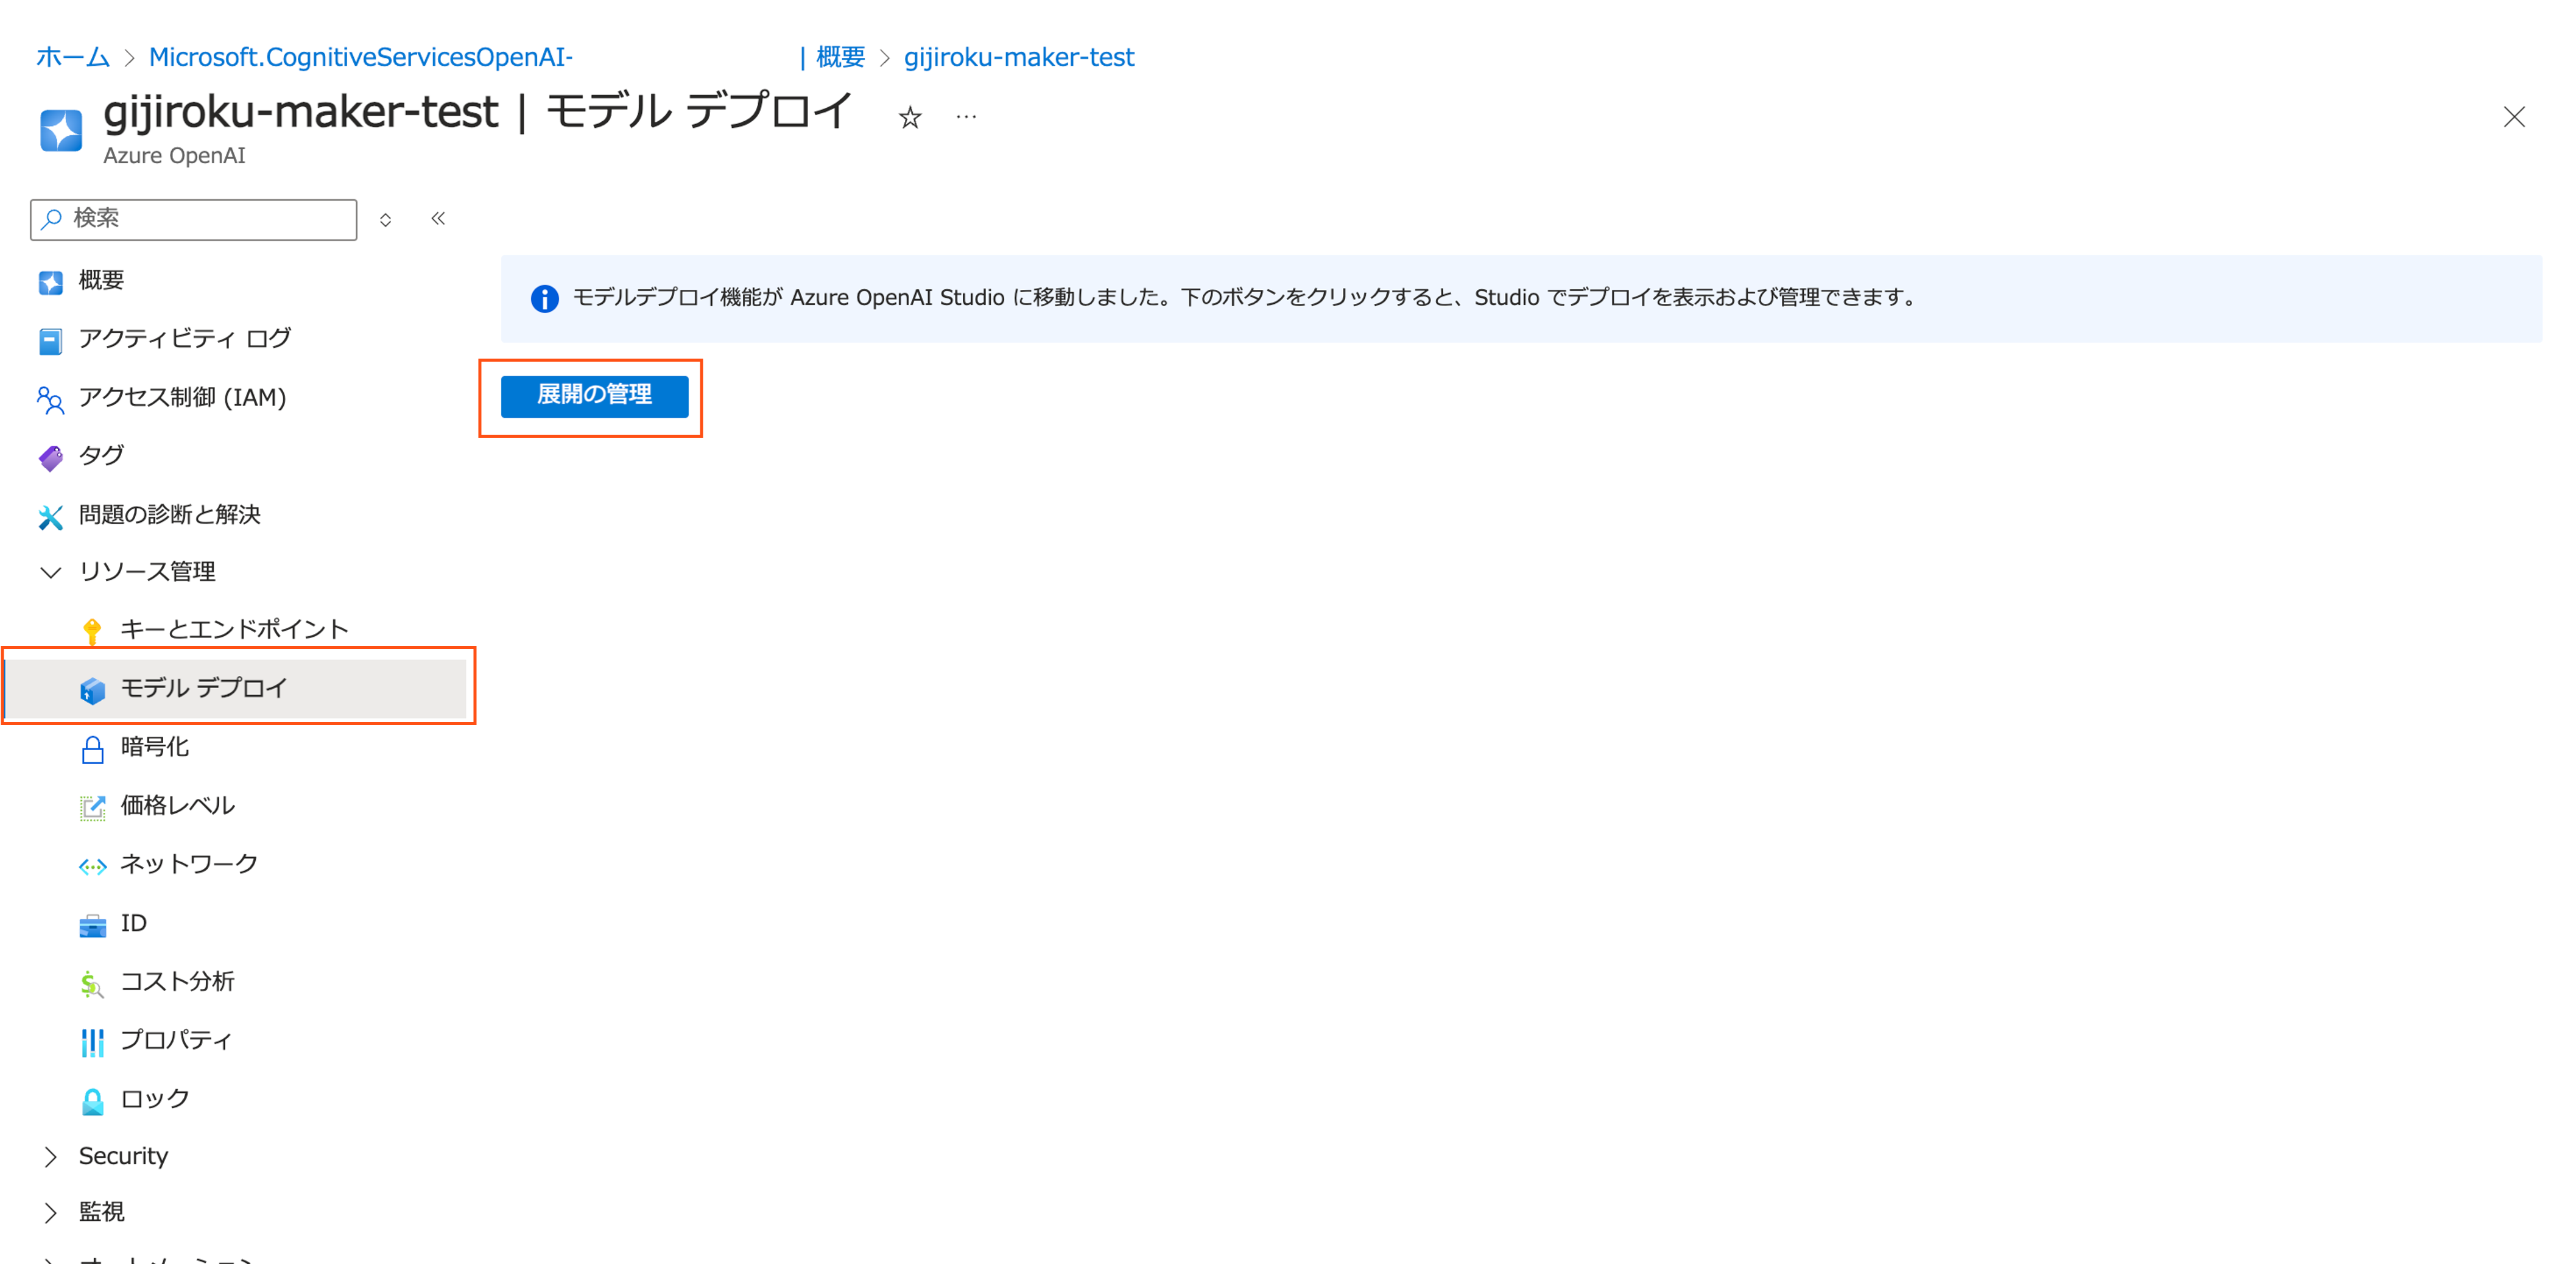 ホーム > Microsoft.CognitiveServicesOpenAI- | 概要 > gijiroku-maker-test
gijiroku-maker-test | モデル デプロイ ☆ …
Azure OpenAI
検索
概要
アクティビティ ログ
アクセス制御 (IAM)
タグ
問題の診断と解決
リソース管理
キーとエンドポイント
モデル デプロイ
暗号化
価格レベル
ネットワーク
ID
コスト分析
プロパティ
ロック
Security
監視
オートメーション
モデルデプロイ機能が Azure OpenAI Studio に移動しました。下のボタンをクリックすると、Studio でデプロイを表示および管理できます。
展開の管理